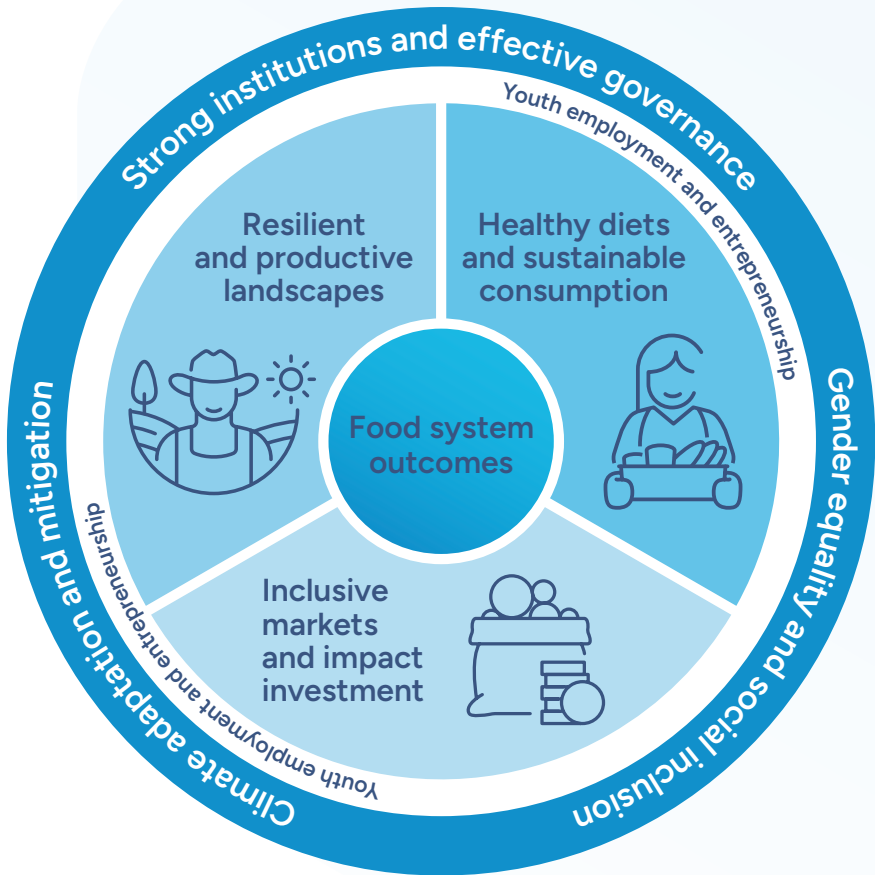 Strong institutions and effective governance
Youth employment and entrepreneurship
Resilient
and productive
landscapes
Healthy diets
and sustainable
consumption
Food system
outcomes
Inclusive
markets
and impact
investment
Gender equality and social inclusion
Climate adaptation and mitigation
Youth employment and entrepreneurship